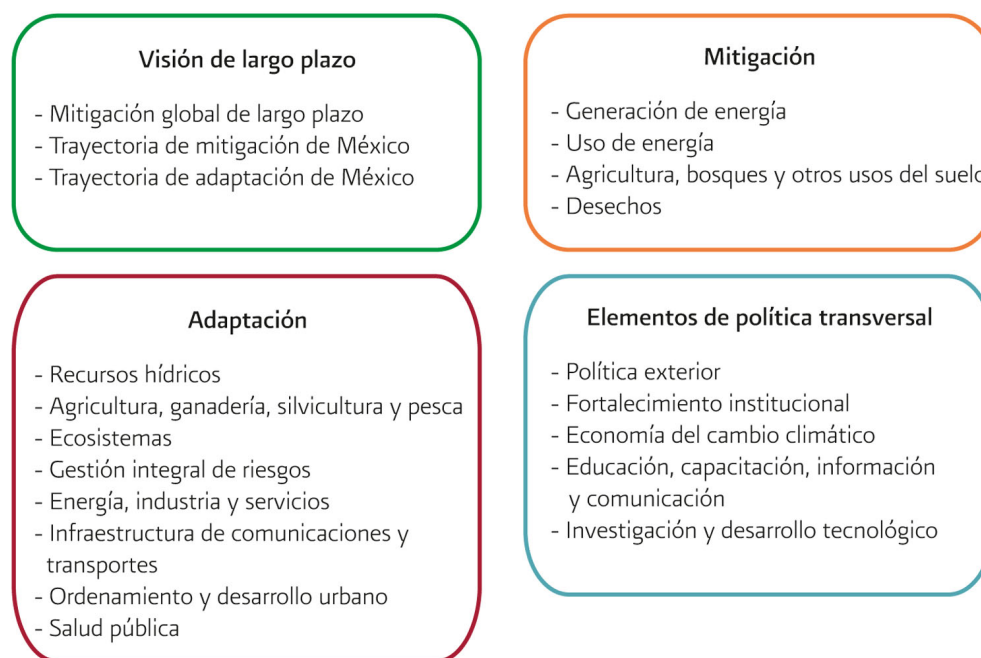 Visión de largo plazo
- Mitigación global de largo plazo
- Trayectoria de mitigación de México
- Trayectoria de adaptación de México
Mitigación
- Generación de energía
- Uso de energía
- Agricultura, bosques y otros usos del suelo
- Desechos
Adaptación
- Recursos hídricos
- Agricultura, ganadería, silvicultura y pesca
- Ecosistemas
- Gestión integral de riesgos
- Energía, industria y servicios
- Infraestructura de comunicaciones y
transportes
- Ordenamiento y desarrollo urbano
- Salud pública
Elementos de política transversal
- Política exterior
- Fortalecimiento institucional
- Economía del cambio climático
- Educación, capacitación, información
y comunicación
- Investigación y desarrollo tecnológico